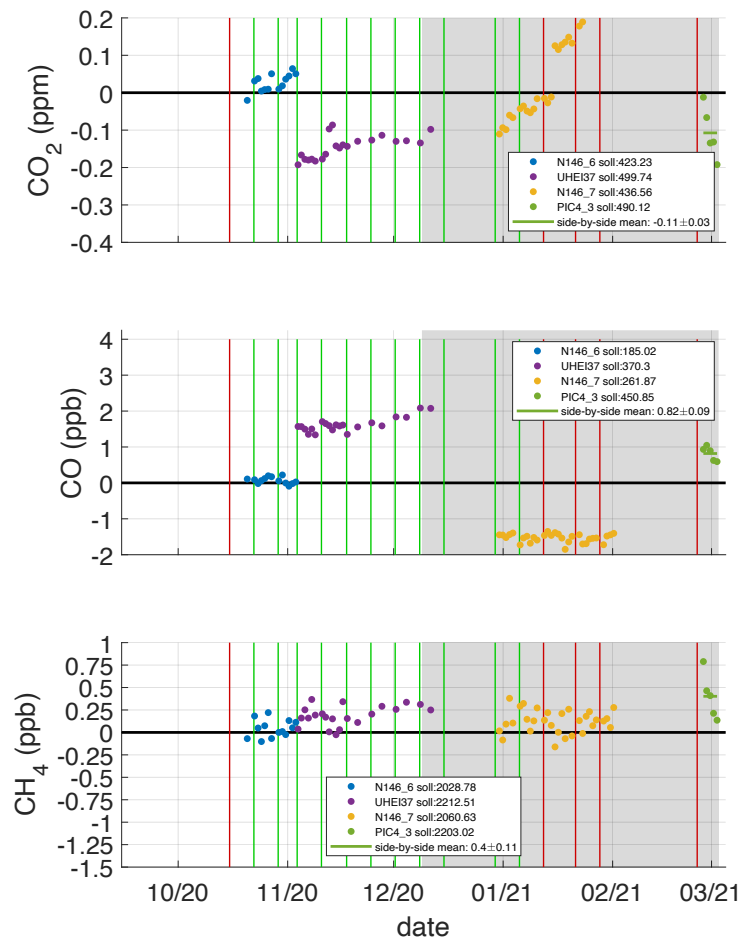 0.2
0.1
0
-0.1
-0.2
-0.3
-0.4
CO2 (ppm)
N146_6 soll:423.23
UHEI37 soll:499.74
N146_7 soll:436.56
PIC4_3 soll:490.12
side-by-side mean: -0.11±0.03
4
3
2
1
0
-1
-2
CO (ppb)
N146_6 soll:185.02
UHEI37 soll:370.3
N146_7 soll:261.87
PIC4_3 soll:450.85
side-by-side mean: 0.82±0.09
1
0.75
0.5
0.25
0
-0.25
-0.5
-0.75
-1
-1.25
-1.5
CH4 (ppb)
N146_6 soll:2028.78
UHEI37 soll:2212.51
N146_7 soll:2060.63
PIC4_3 soll:2203.02
side-by-side mean: 0.4±0.11
10/20 11/20 12/20 01/21 02/21 03/21
date